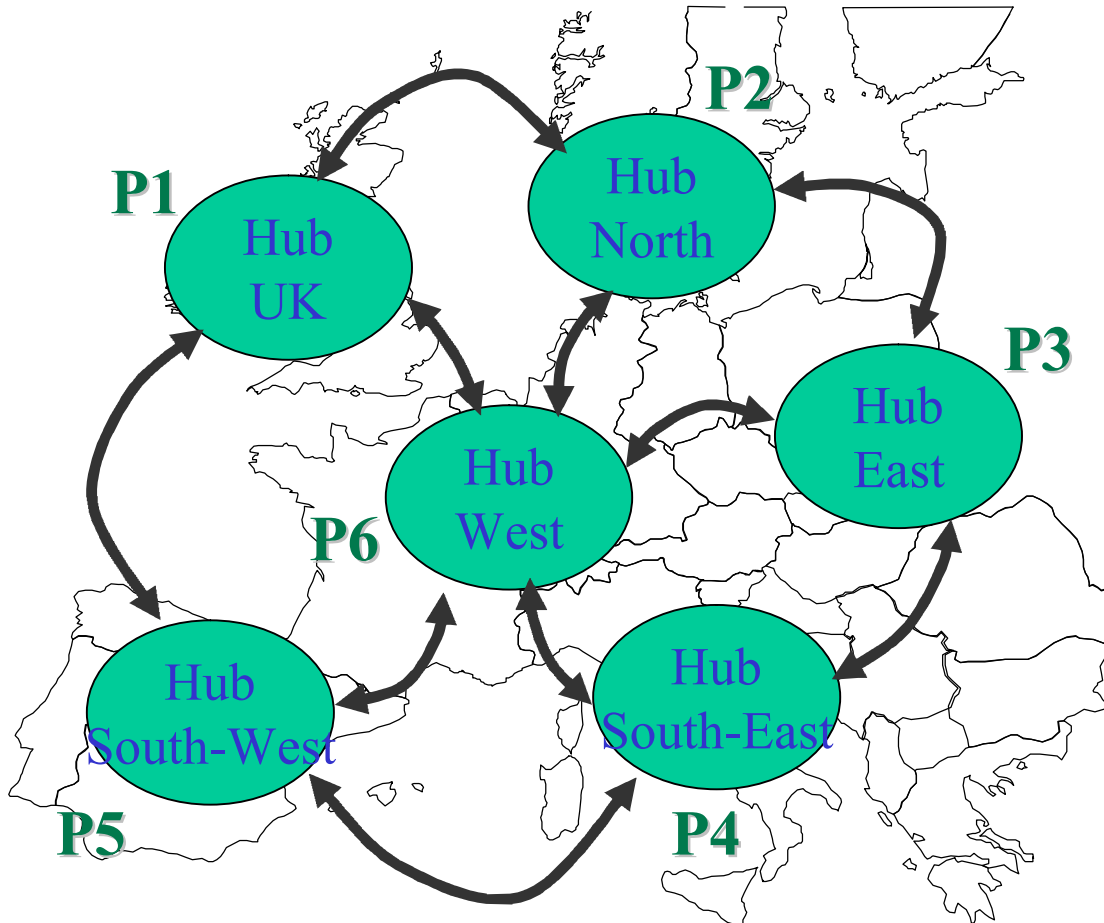 P2
Hub
North
P1
Hub
UK
P3
Hub
East
Hub
West
P6
Hub
South-West
P5
Hub
South-East
P4